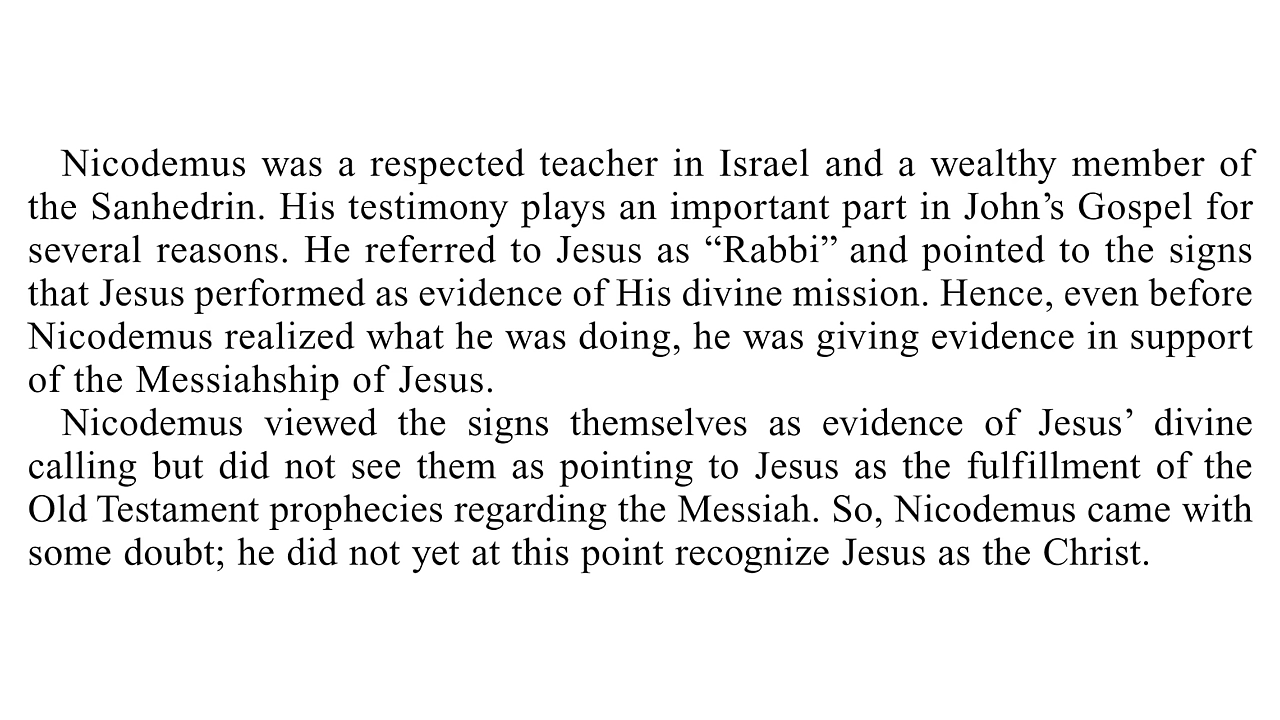 Nicodemus was a respected teacher in Israel and a wealthy member of
the Sanhedrin. His testimony plays an important part in John’s Gospel for
several reasons. He referred to Jesus as “Rabbi” and pointed to the signs
that Jesus performed as evidence of His divine mission. Hence, even before
Nicodemus realized what he was doing, he was giving evidence in support
of the Messiahship of Jesus.
Nicodemus viewed the signs themselves as evidence of Jesus’ divine
calling but did not see them as pointing to Jesus as the fulfillment of the
Old Testament prophecies regarding the Messiah. So, Nicodemus came with
some doubt; he did not yet at this point recognize Jesus as the Christ.